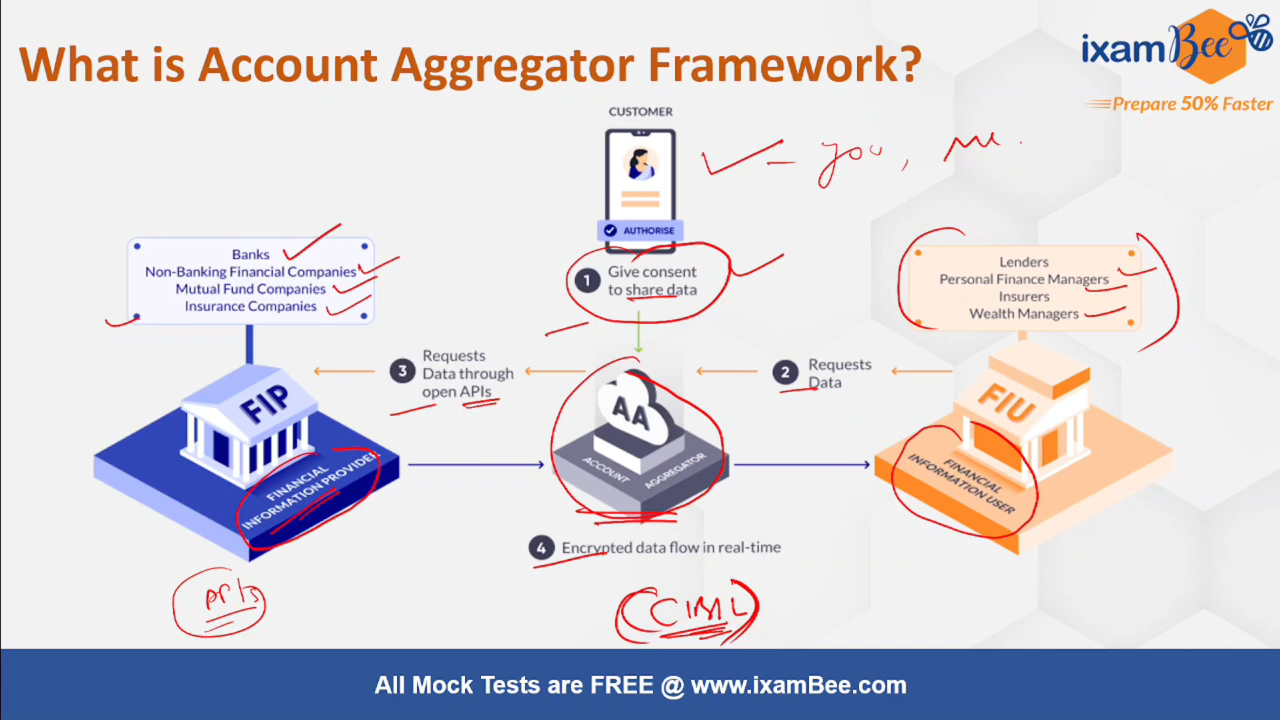 What is Account Aggregator Framework?
ixamBee
Prepare 50% Faster
CUSTOMER
AUTHORISE
= you, me.
Banks
Non-Banking Financial Companies
Mutual Fund Companies
Insurance Companies
1
Give consent
to share data
Lenders
Personal Finance Managers
Insurers
Wealth Managers
3
Requests
Data through
open APIs
2
Requests
Data
FIP
FINANCIAL
INFORMATION PROVIDER
AA
ACCOUNT AGGREGATOR
FIU
FINANCIAL
INFORMATION USER
4
Encrypted data flow in real-time
APIs
(CIBIL)
All Mock Tests are FREE @ www.ixamBee.com